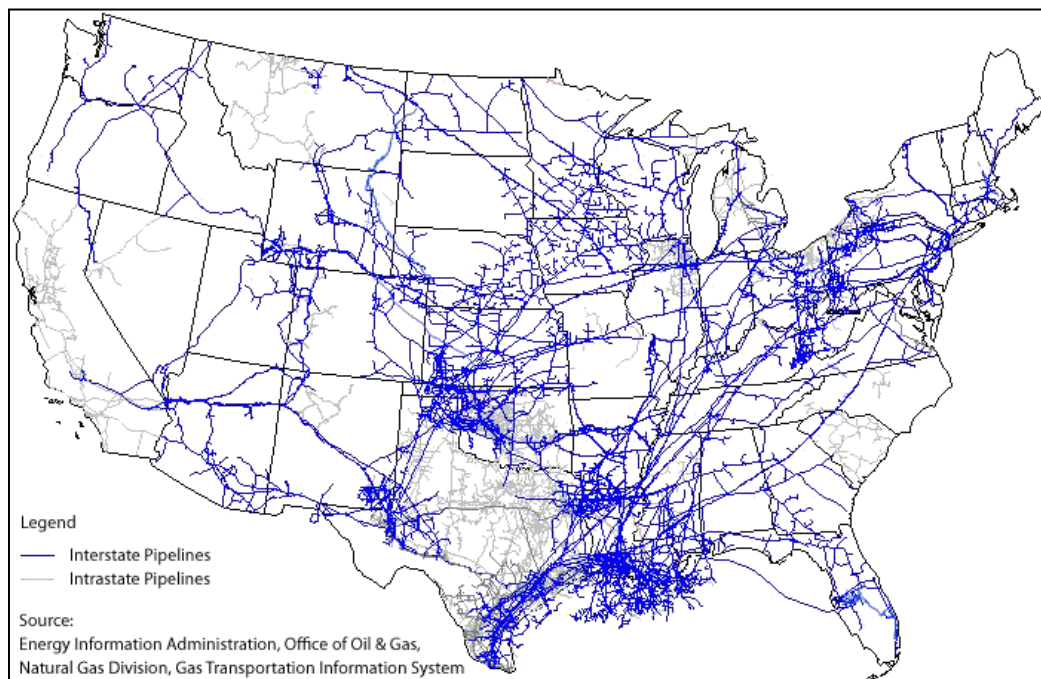 Legend
Interstate Pipelines
Intrastate Pipelines
Source:
Energy Information Administration, Office of Oil & Gas,
Natural Gas Division, Gas Transportation Information System